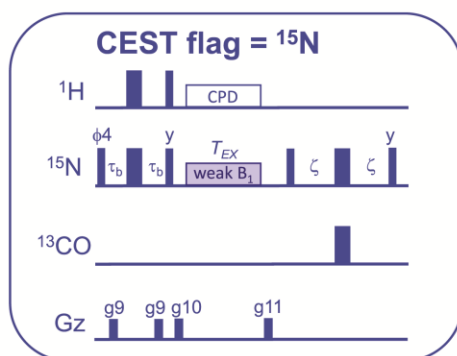 CEST flag = ¹⁵N
¹H
CPD
ϕ4 y T_EX y
¹⁵N τ_b τ_b weak B₁ ζ ζ
¹³CO
g9 g9 g10 g11
Gz